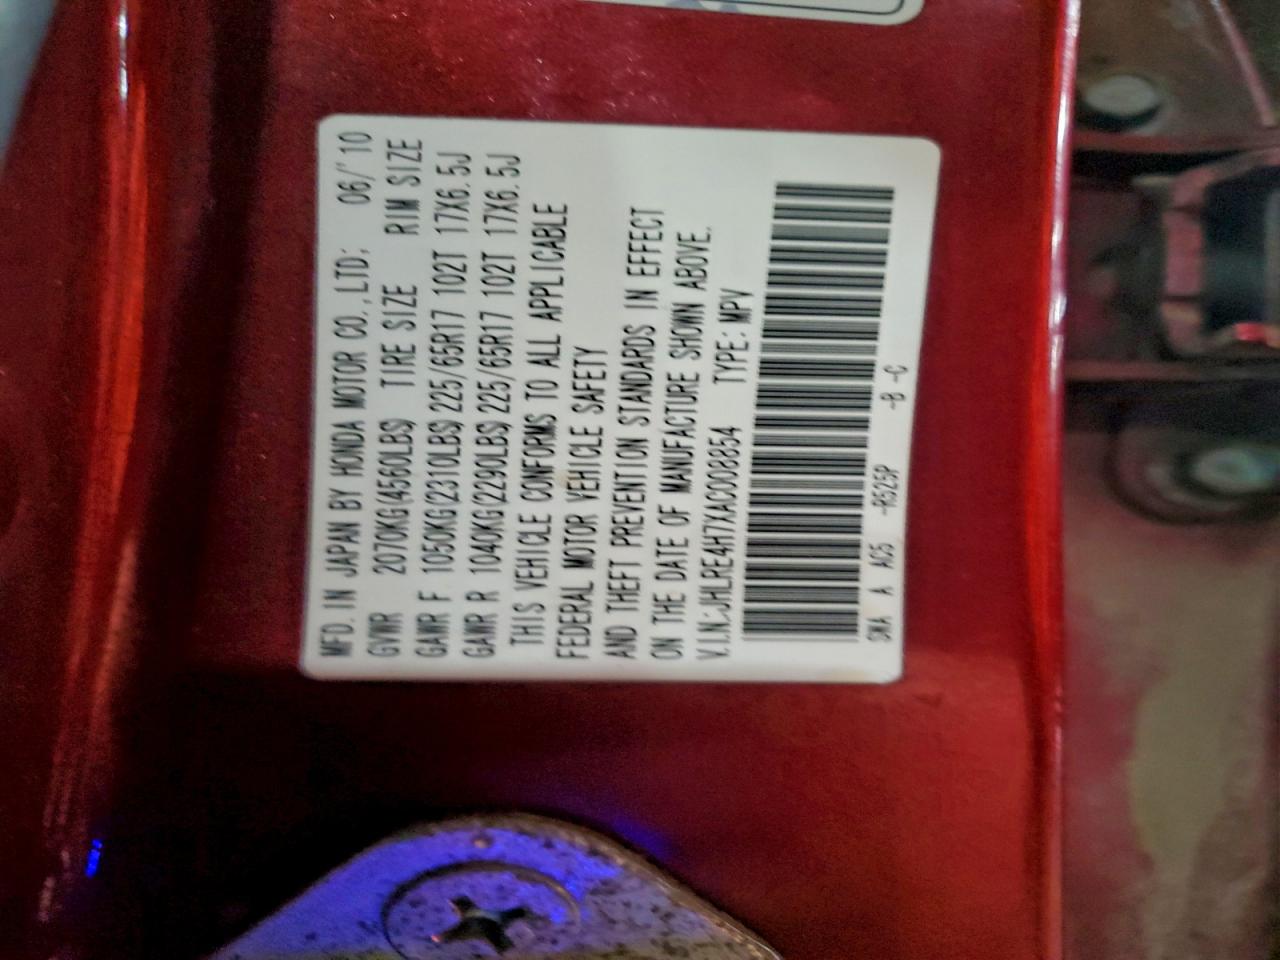 MFD. IN JAPAN BY HONDA MOTOR CO.,LTD: 06/'10
GVWR 2070KG(4560LBS) TIRE SIZE RIM SIZE
GAWR F 1050KG(2310LBS) 225/65R17 102T 17X6.5J
GAWR R 1040KG(2290LBS) 225/65R17 102T 17X6.5J
THIS VEHICLE CONFORMS TO ALL APPLICABLE
FEDERAL MOTOR VEHICLE SAFETY
AND THEFT PREVENTION STANDARDS IN EFFECT
ON THE DATE OF MANUFACTURE SHOWN ABOVE.
V.I.N.:JHLRE4H7XAC008854 TYPE: MPV
SWA A AC5 -R525P -B -C